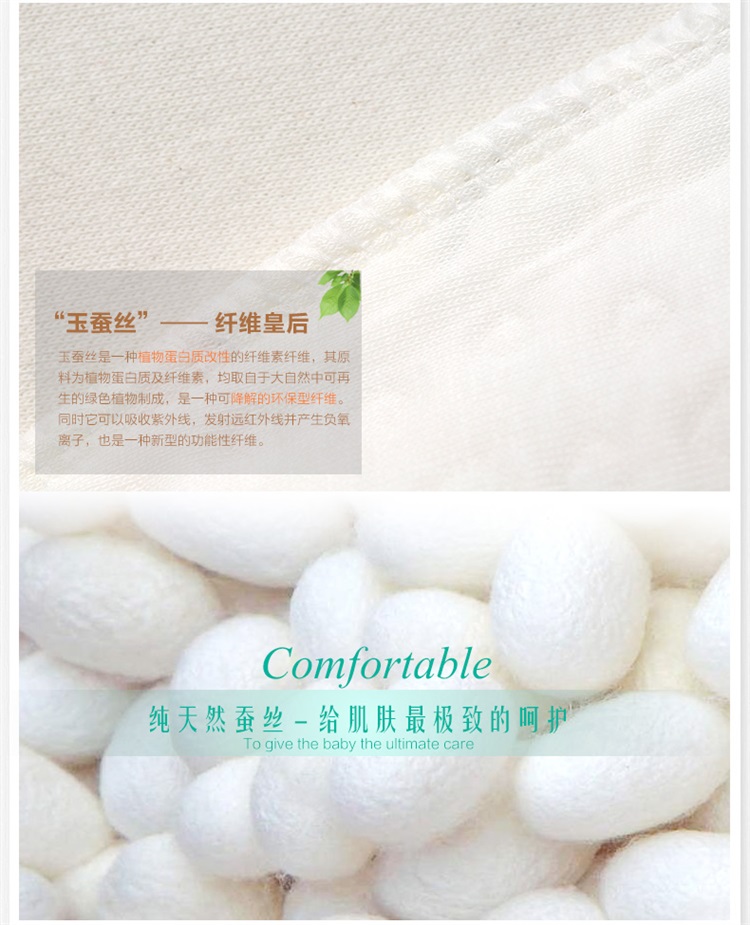 “玉蚕丝”—— 纤维皇后
玉蚕丝是一种植物蛋白质改性的纤维素纤维，其原
料为植物蛋白质及纤维素，均取自于大自然中可再
生的绿色植物制成，是一种可降解的环保型纤维。
同时它可以吸收紫外线，发射远红外线并产生负氧
离子，也是一种新型的功能性纤维。
Comfortable
纯天然蚕丝－给肌肤最极致的呵护
To give the baby the ultimate care